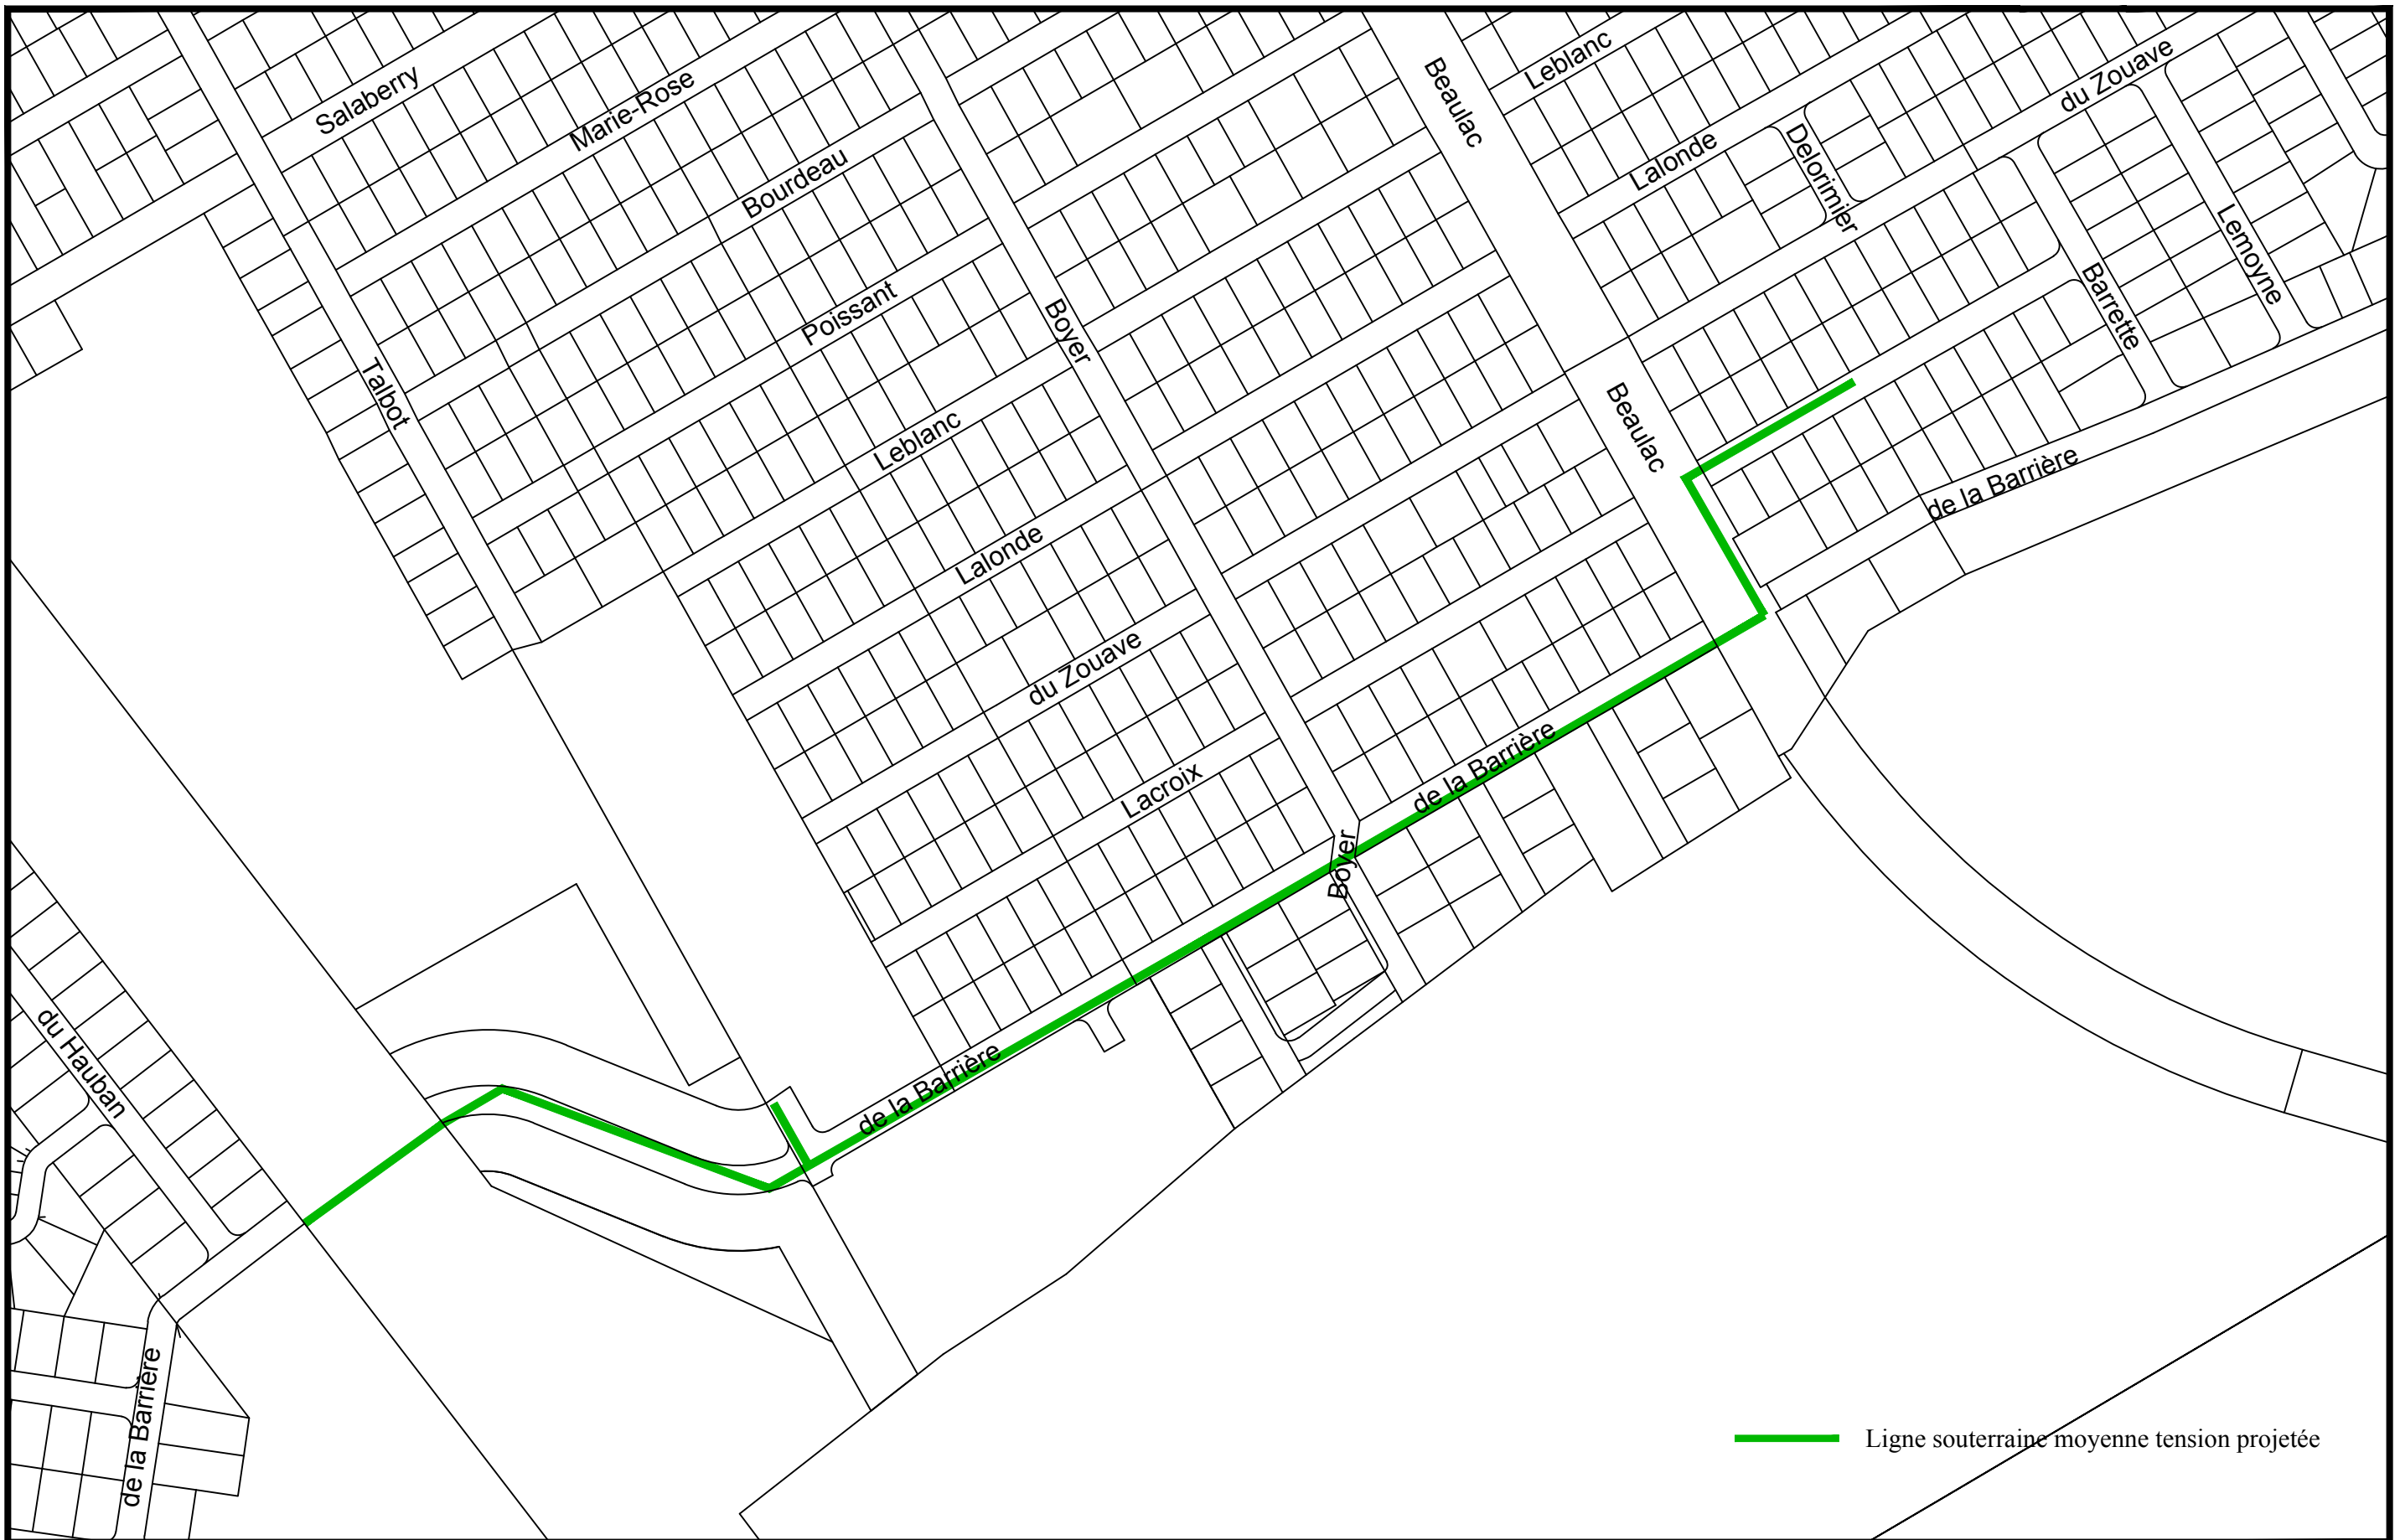 Salaberry
Marie-Rose
Bourdeau
Poissant
Leblanc
Lalonde
du Zouave
Lacroix
Talbot
Boyer
Beaulac
Leblanc
Lalonde
Delorimier
du Zouave
Lemoyne
Barrette
Beaulac
de la Barrière
de la Barrière
Boyer
de la Barrière
du Hauban
de la Barrière
Ligne souterraine moyenne tension projetée